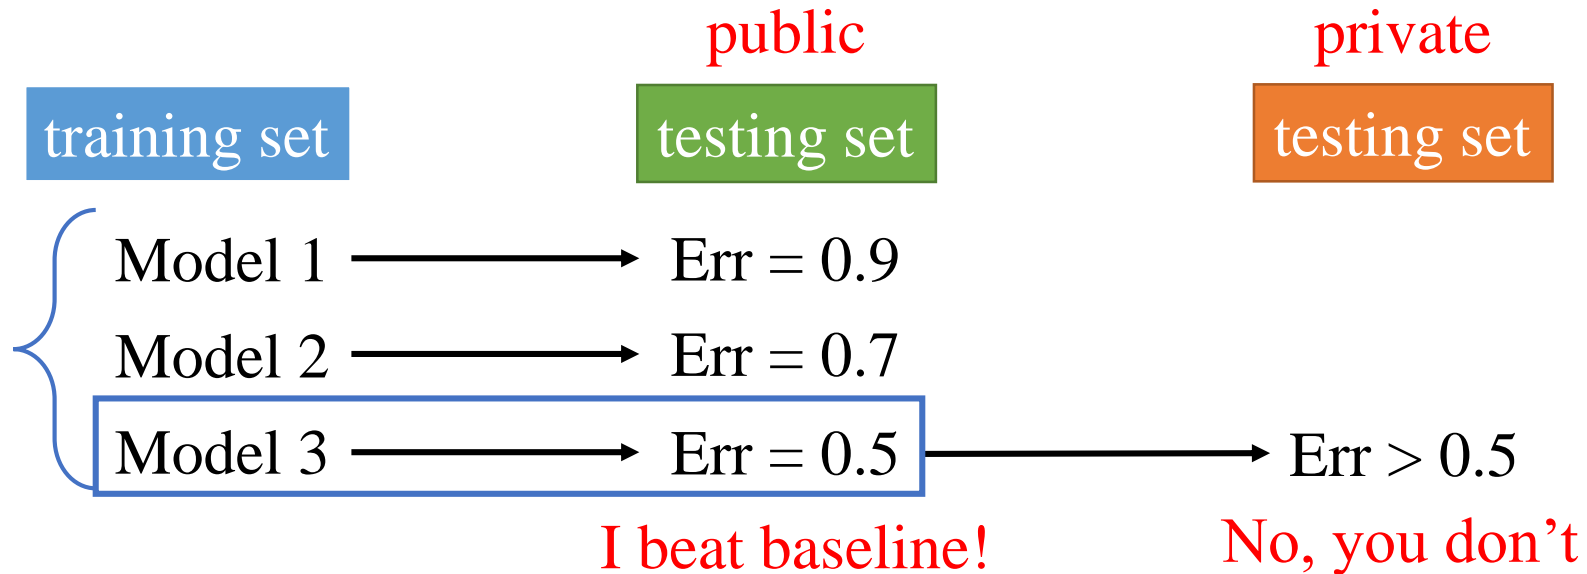 public private
training set testing set testing set
Model 1 Err = 0.9
Model 2 Err = 0.7
Model 3 Err = 0.5 Err > 0.5
I beat baseline! No, you don’t